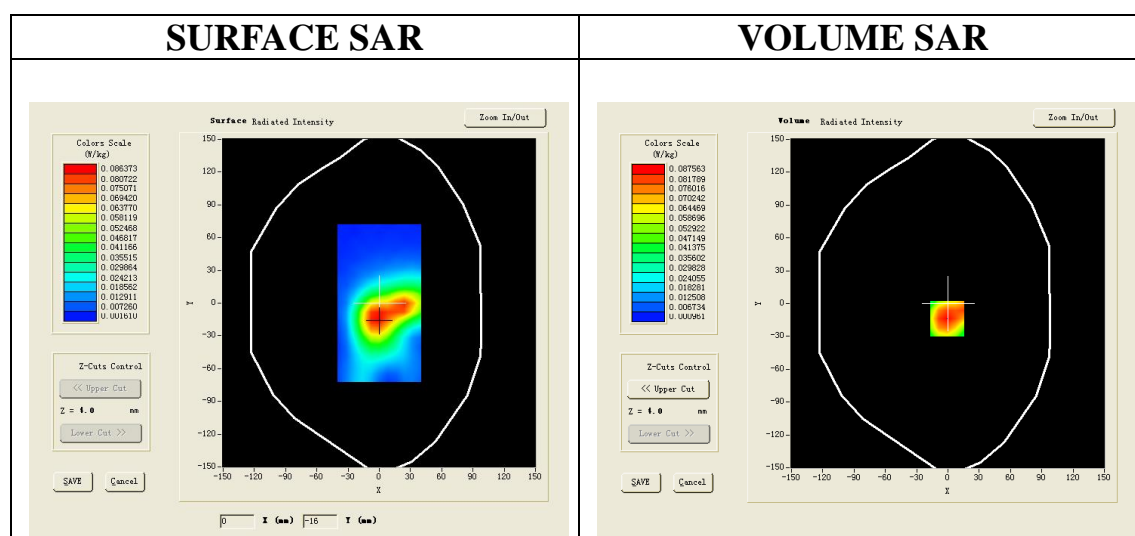 SURFACE SAR
VOLUME SAR
Surface Radiated Intensity
Zoom In/Out
Colors Scale
(W/kg)
0.086373
0.080722
0.075071
0.069420
0.063770
0.058119
0.052468
0.046817
0.041166
0.035515
0.029864
0.024213
0.018562
0.012911
0.007260
0.001610
Z-Cuts Control
<< Upper Cut
Z = 4.0 mm
Lower Cut >>
SAVE
Cancel
150
120
90
60
30
0
-30
-60
-90
-120
-150
Y
-150 -120 -90 -60 -30 0 30 60 90 120 150
X
0 X (mm) -16 Y (mm)
Volume Radiated Intensity
Zoom In/Out
Colors Scale
(W/kg)
0.087563
0.081789
0.076016
0.070242
0.064469
0.058696
0.052922
0.047149
0.041375
0.035602
0.029828
0.024055
0.018281
0.012508
0.006734
0.000961
Z-Cuts Control
<< Upper Cut
Z = 4.0 mm
Lower Cut >>
SAVE
Cancel
150
120
90
60
30
0
-30
-60
-90
-120
-150
Y
-150 -120 -90 -60 -30 0 30 60 90 120 150
X